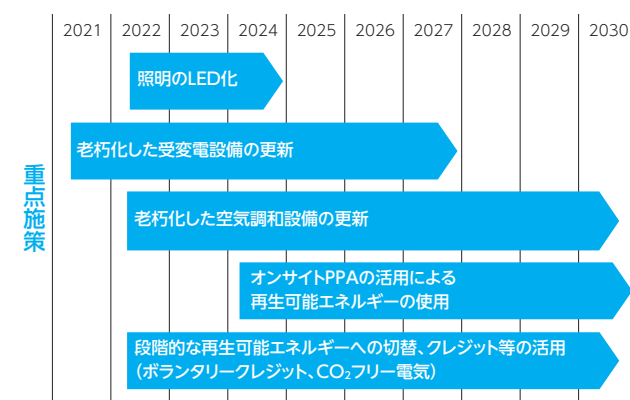 2021 2022 2023 2024 2025 2026 2027 2028 2029 2030
重点施策
照明のLED化
老朽化した受変電設備の更新
老朽化した空気調和設備の更新
オンサイトPPAの活用による
再生可能エネルギーの使用
段階的な再生可能エネルギーへの切替、クレジット等の活用
（ボランタリークレジット、CO₂フリー電気）